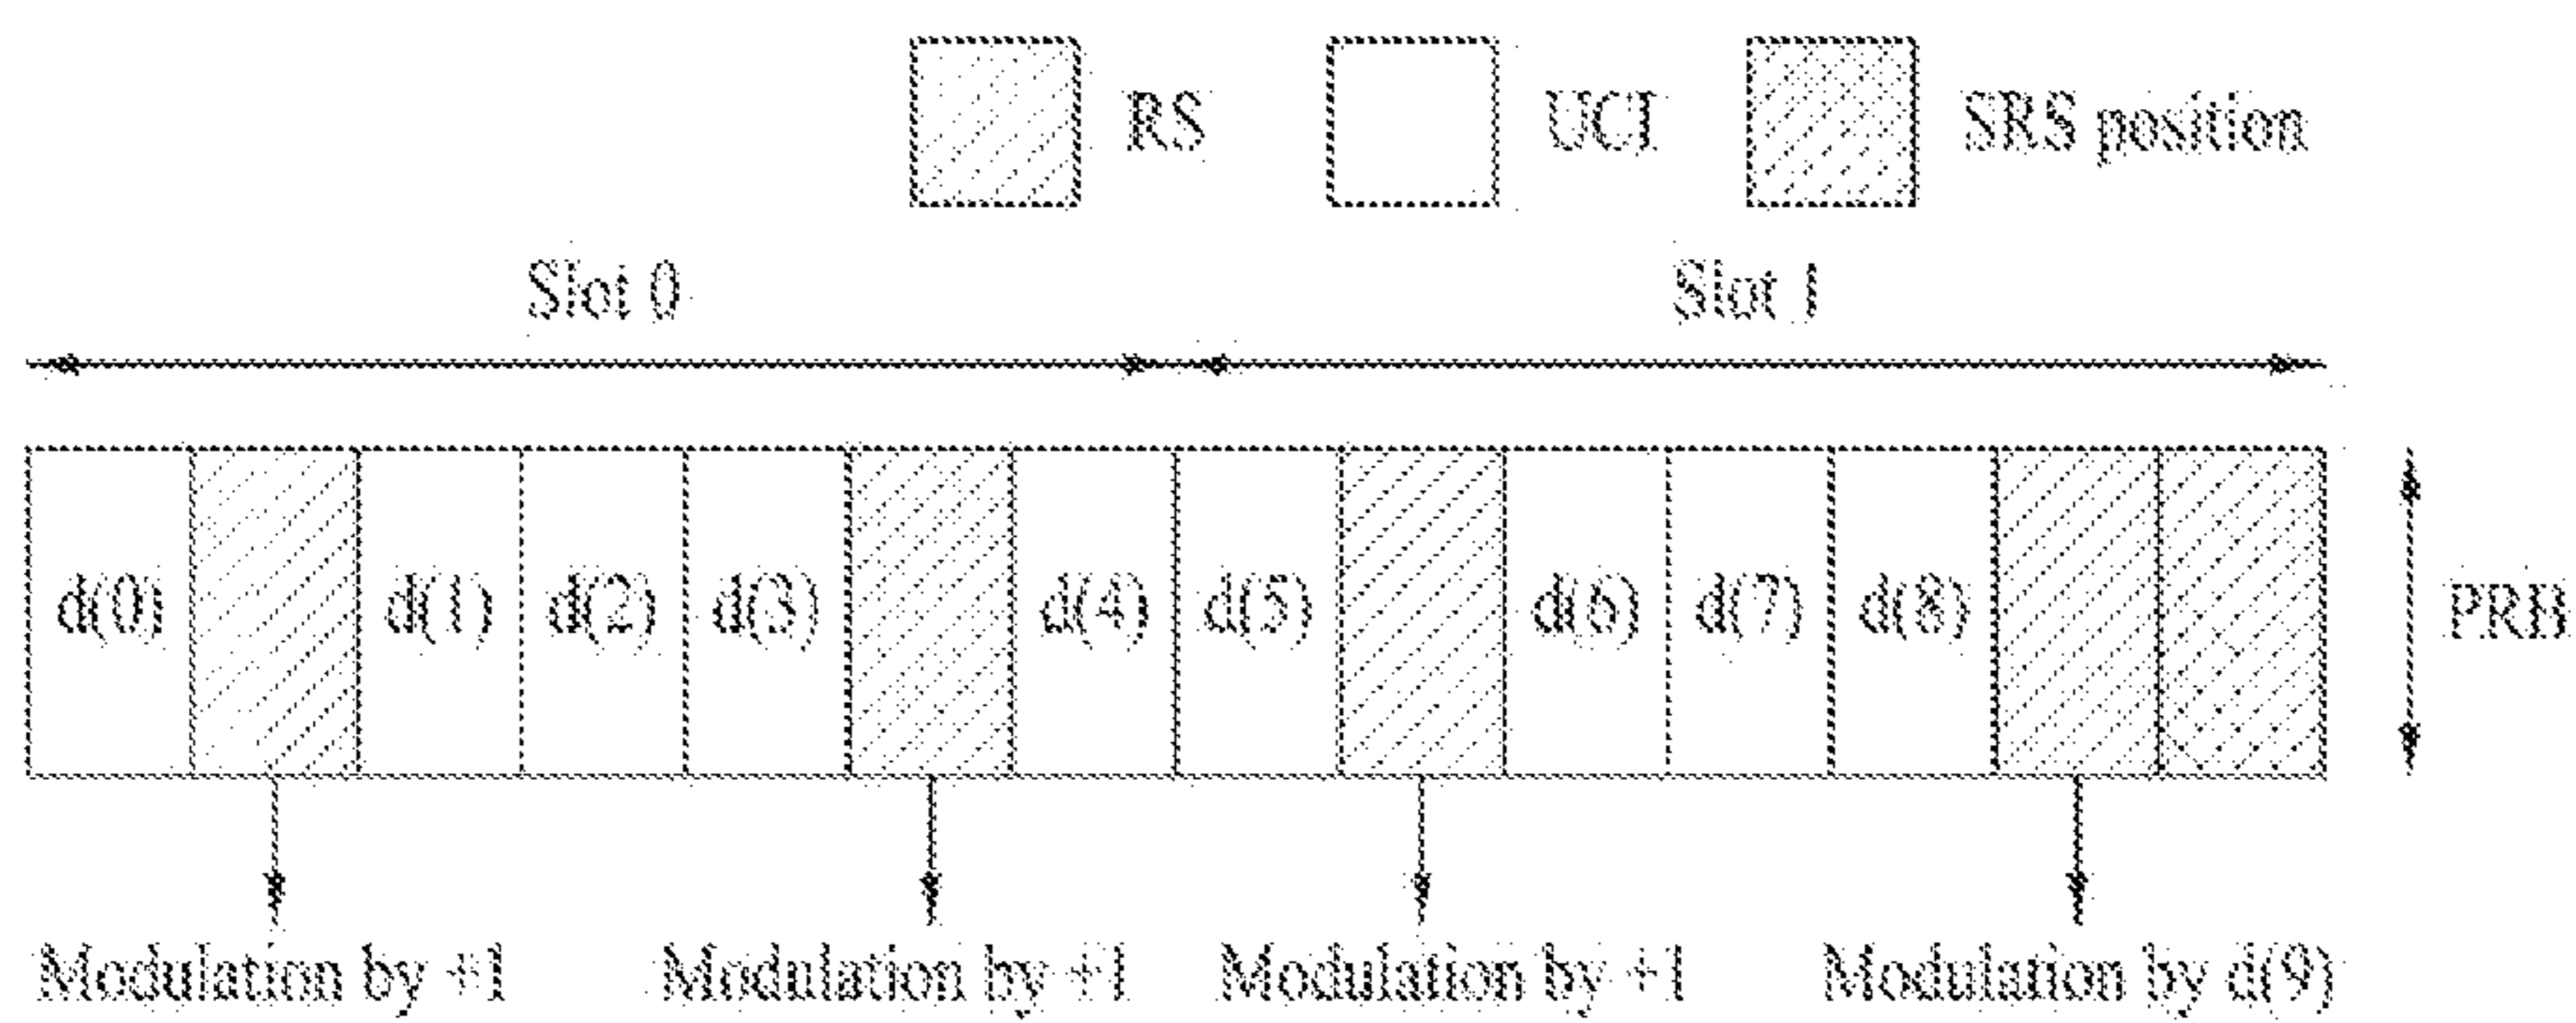 RS UCI SRS position
Slot 0 Slot 1
d(0) d(1) d(2) d(3) d(4) d(5) d(6) d(7) d(8) PRB
Modulation by +1 Modulation by +1 Modulation by +1 Modulation by d(9)